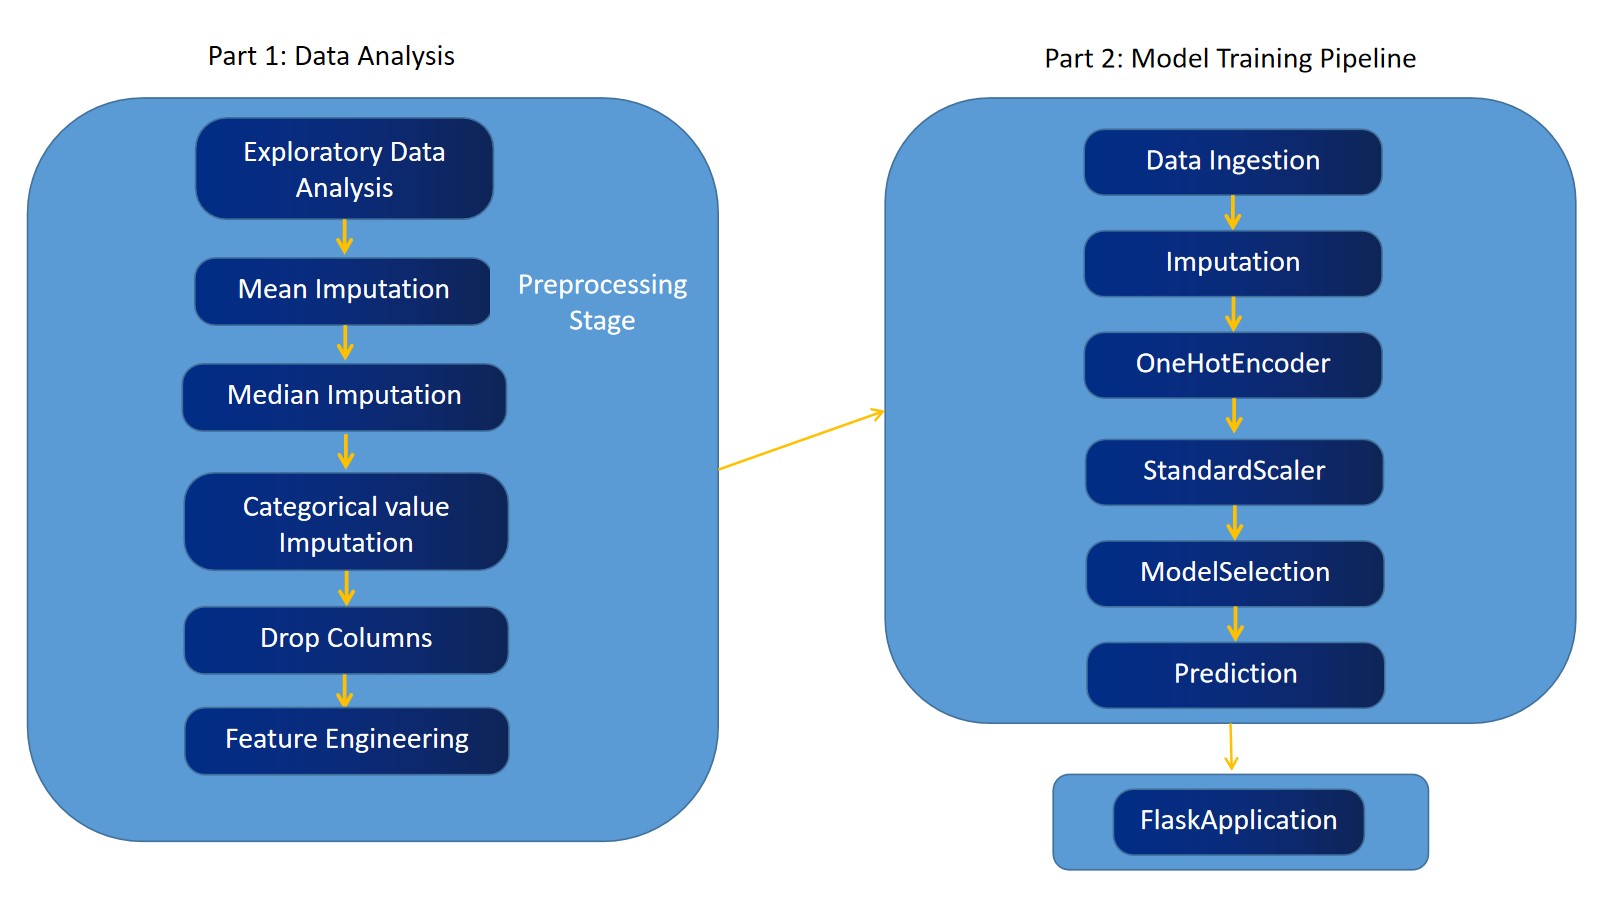 Part 1: Data Analysis
Exploratory Data
Analysis
Mean Imputation
Preprocessing
Stage
Median Imputation
Categorical value
Imputation
Drop Columns
Feature Engineering
Part 2: Model Training Pipeline
Data Ingestion
Imputation
OneHotEncoder
StandardScaler
ModelSelection
Prediction
FlaskApplication